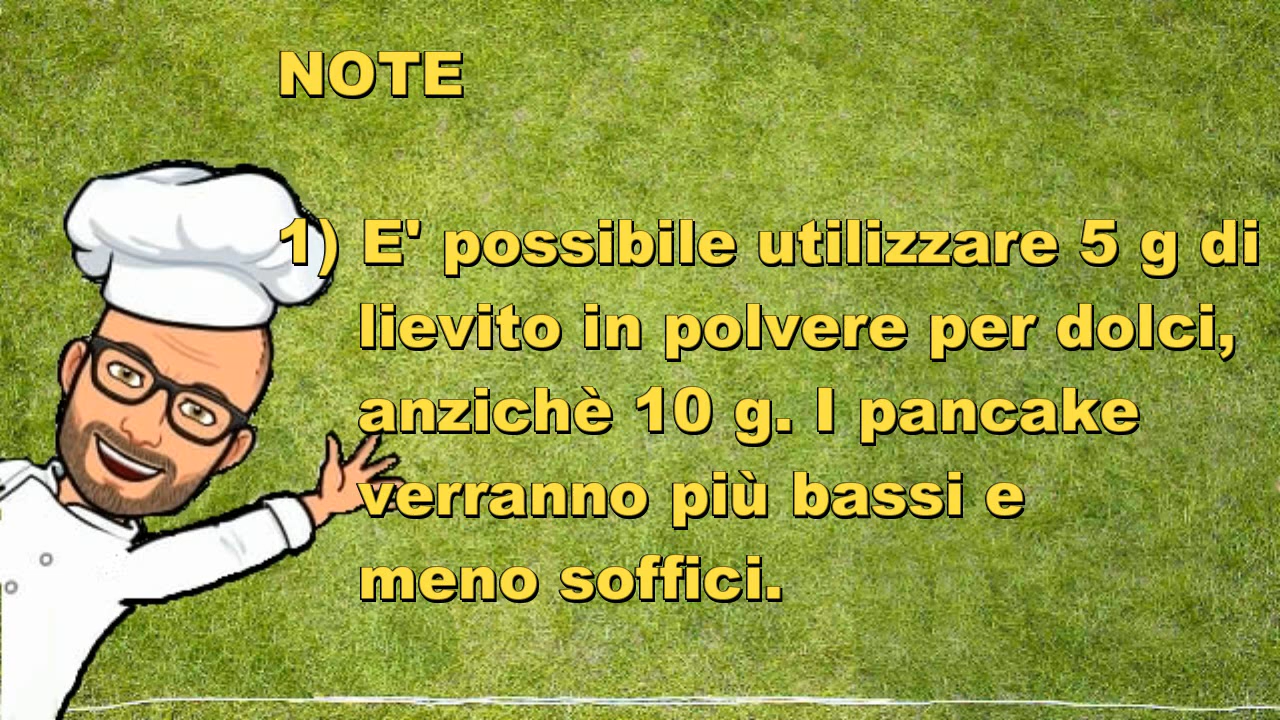 NOTE
1) E' possibile utilizzare 5 g di
lievito in polvere per dolci,
anzichè 10 g. I pancake
verranno più bassi e
meno soffici.